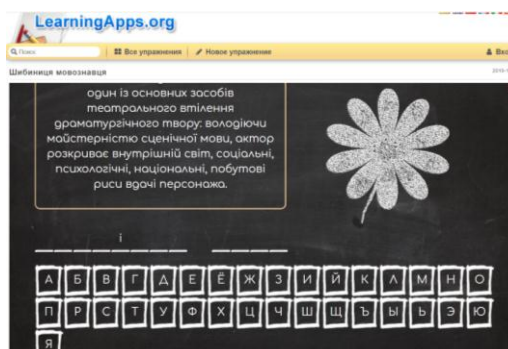 LearningApps.org
Поиск
Все упражнения
Новое упражнение
Шибиниця мовознавця
один із основних засобів
театрального втілення
драматургічного твору: володіючи
майстерністю сценічної мови, актор
розкриває внутрішній світ, соціальні,
психологічні, національні, побутові
риси вдачі персонажа.
і
А Б В Г Д Е Ё Ж З И Й К Л М Н О
П Р С Т У Ф Х Ц Ч Ш Щ Ъ Ы Ь Э Ю
Я